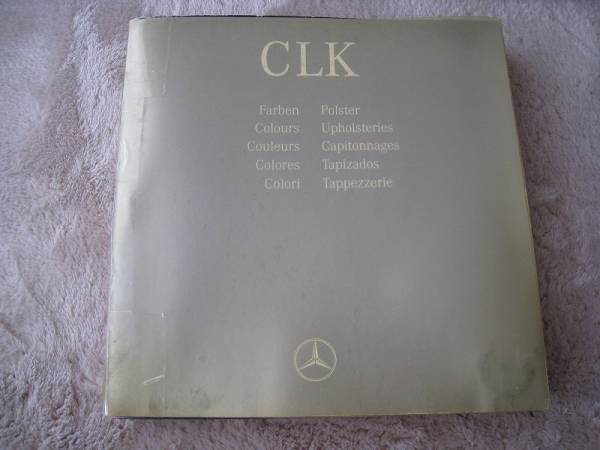 CLK
Farben Polster
Colours Upholsteries
Couleurs Capitonnages
Colores Tapizados
Colori Tappezzerie